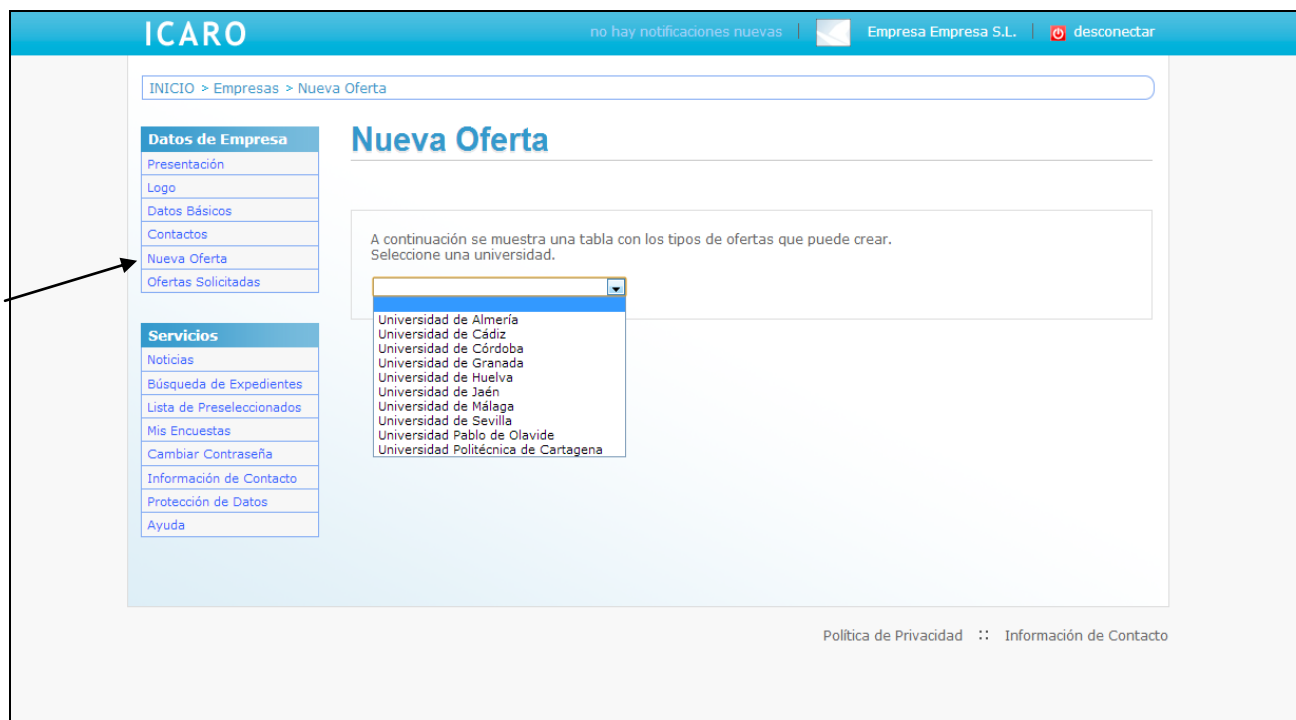 ICARO
no hay notificaciones nuevas | Empresa Empresa S.L. | desconectar
INICIO > Empresas > Nueva Oferta
Datos de Empresa
Presentación
Logo
Datos Básicos
Contactos
Nueva Oferta
Ofertas Solicitadas
Servicios
Noticias
Búsqueda de Expedientes
Lista de Preseleccionados
Mis Encuestas
Cambiar Contraseña
Información de Contacto
Protección de Datos
Ayuda
Nueva Oferta
A continuación se muestra una tabla con los tipos de ofertas que puede crear.
Seleccione una universidad.
Universidad de Almería
Universidad de Cádiz
Universidad de Córdoba
Universidad de Granada
Universidad de Huelva
Universidad de Jaén
Universidad de Málaga
Universidad de Sevilla
Universidad Pablo de Olavide
Universidad Politécnica de Cartagena
Política de Privacidad :: Información de Contacto